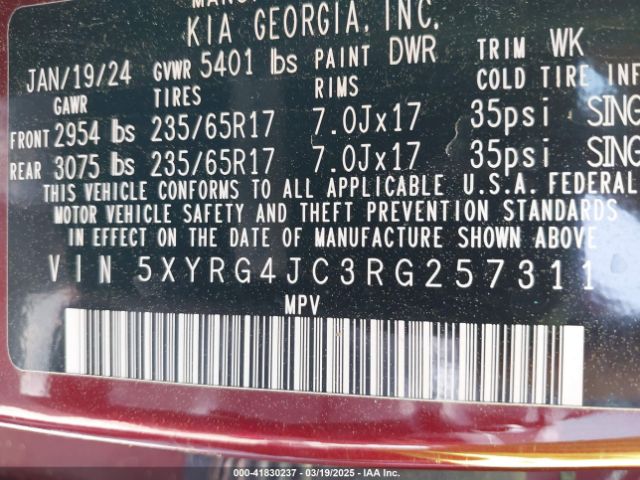 KIA GEORGIA, INC.
JAN/19/24 GVWR 5401 lbs PAINT DWR TRIM WK
GAWR TIRES RIMS COLD TIRE INF
FRONT 2954 lbs 235/65R17 7.0Jx17 35psi SING
REAR 3075 lbs 235/65R17 7.0Jx17 35psi SING
THIS VEHICLE CONFORMS TO ALL APPLICABLE U.S.A. FEDERAL
MOTOR VEHICLE SAFETY AND THEFT PREVENTION STANDARDS
IN EFFECT ON THE DATE OF MANUFACTURE SHOWN ABOVE
VIN 5XYRG4JC3RG257311
MPV
000-41830237 - 03/19/2025 - IAA Inc.